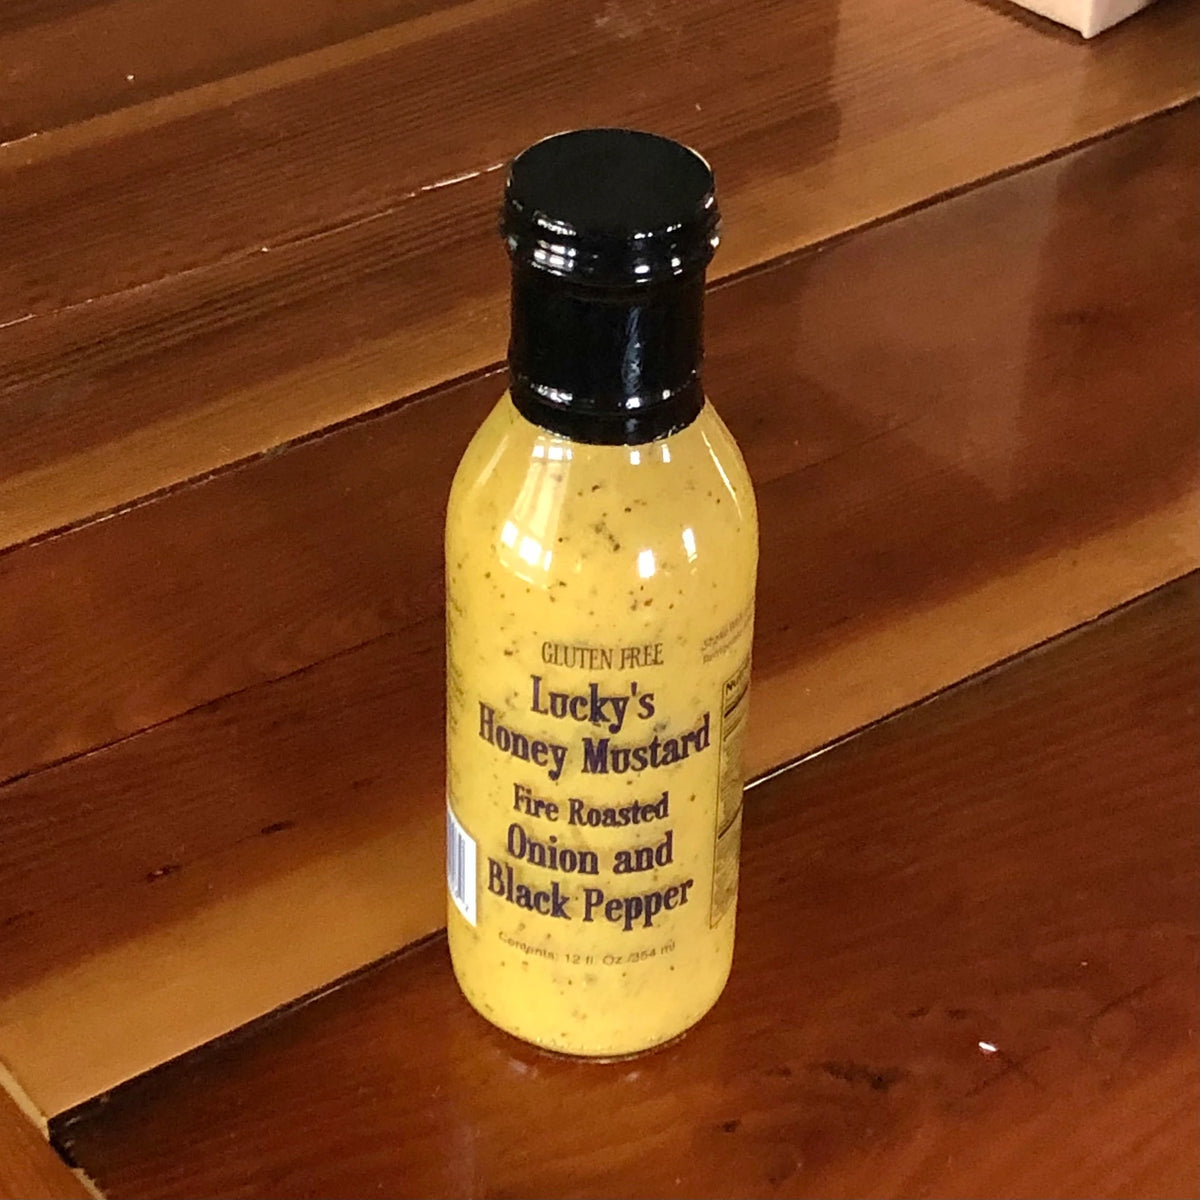 GLUTEN FREE
Lucky's
Honey Mustard
Fire Roasted
Onion and
Black Pepper
Contents: 12 fl. Oz /354 ml